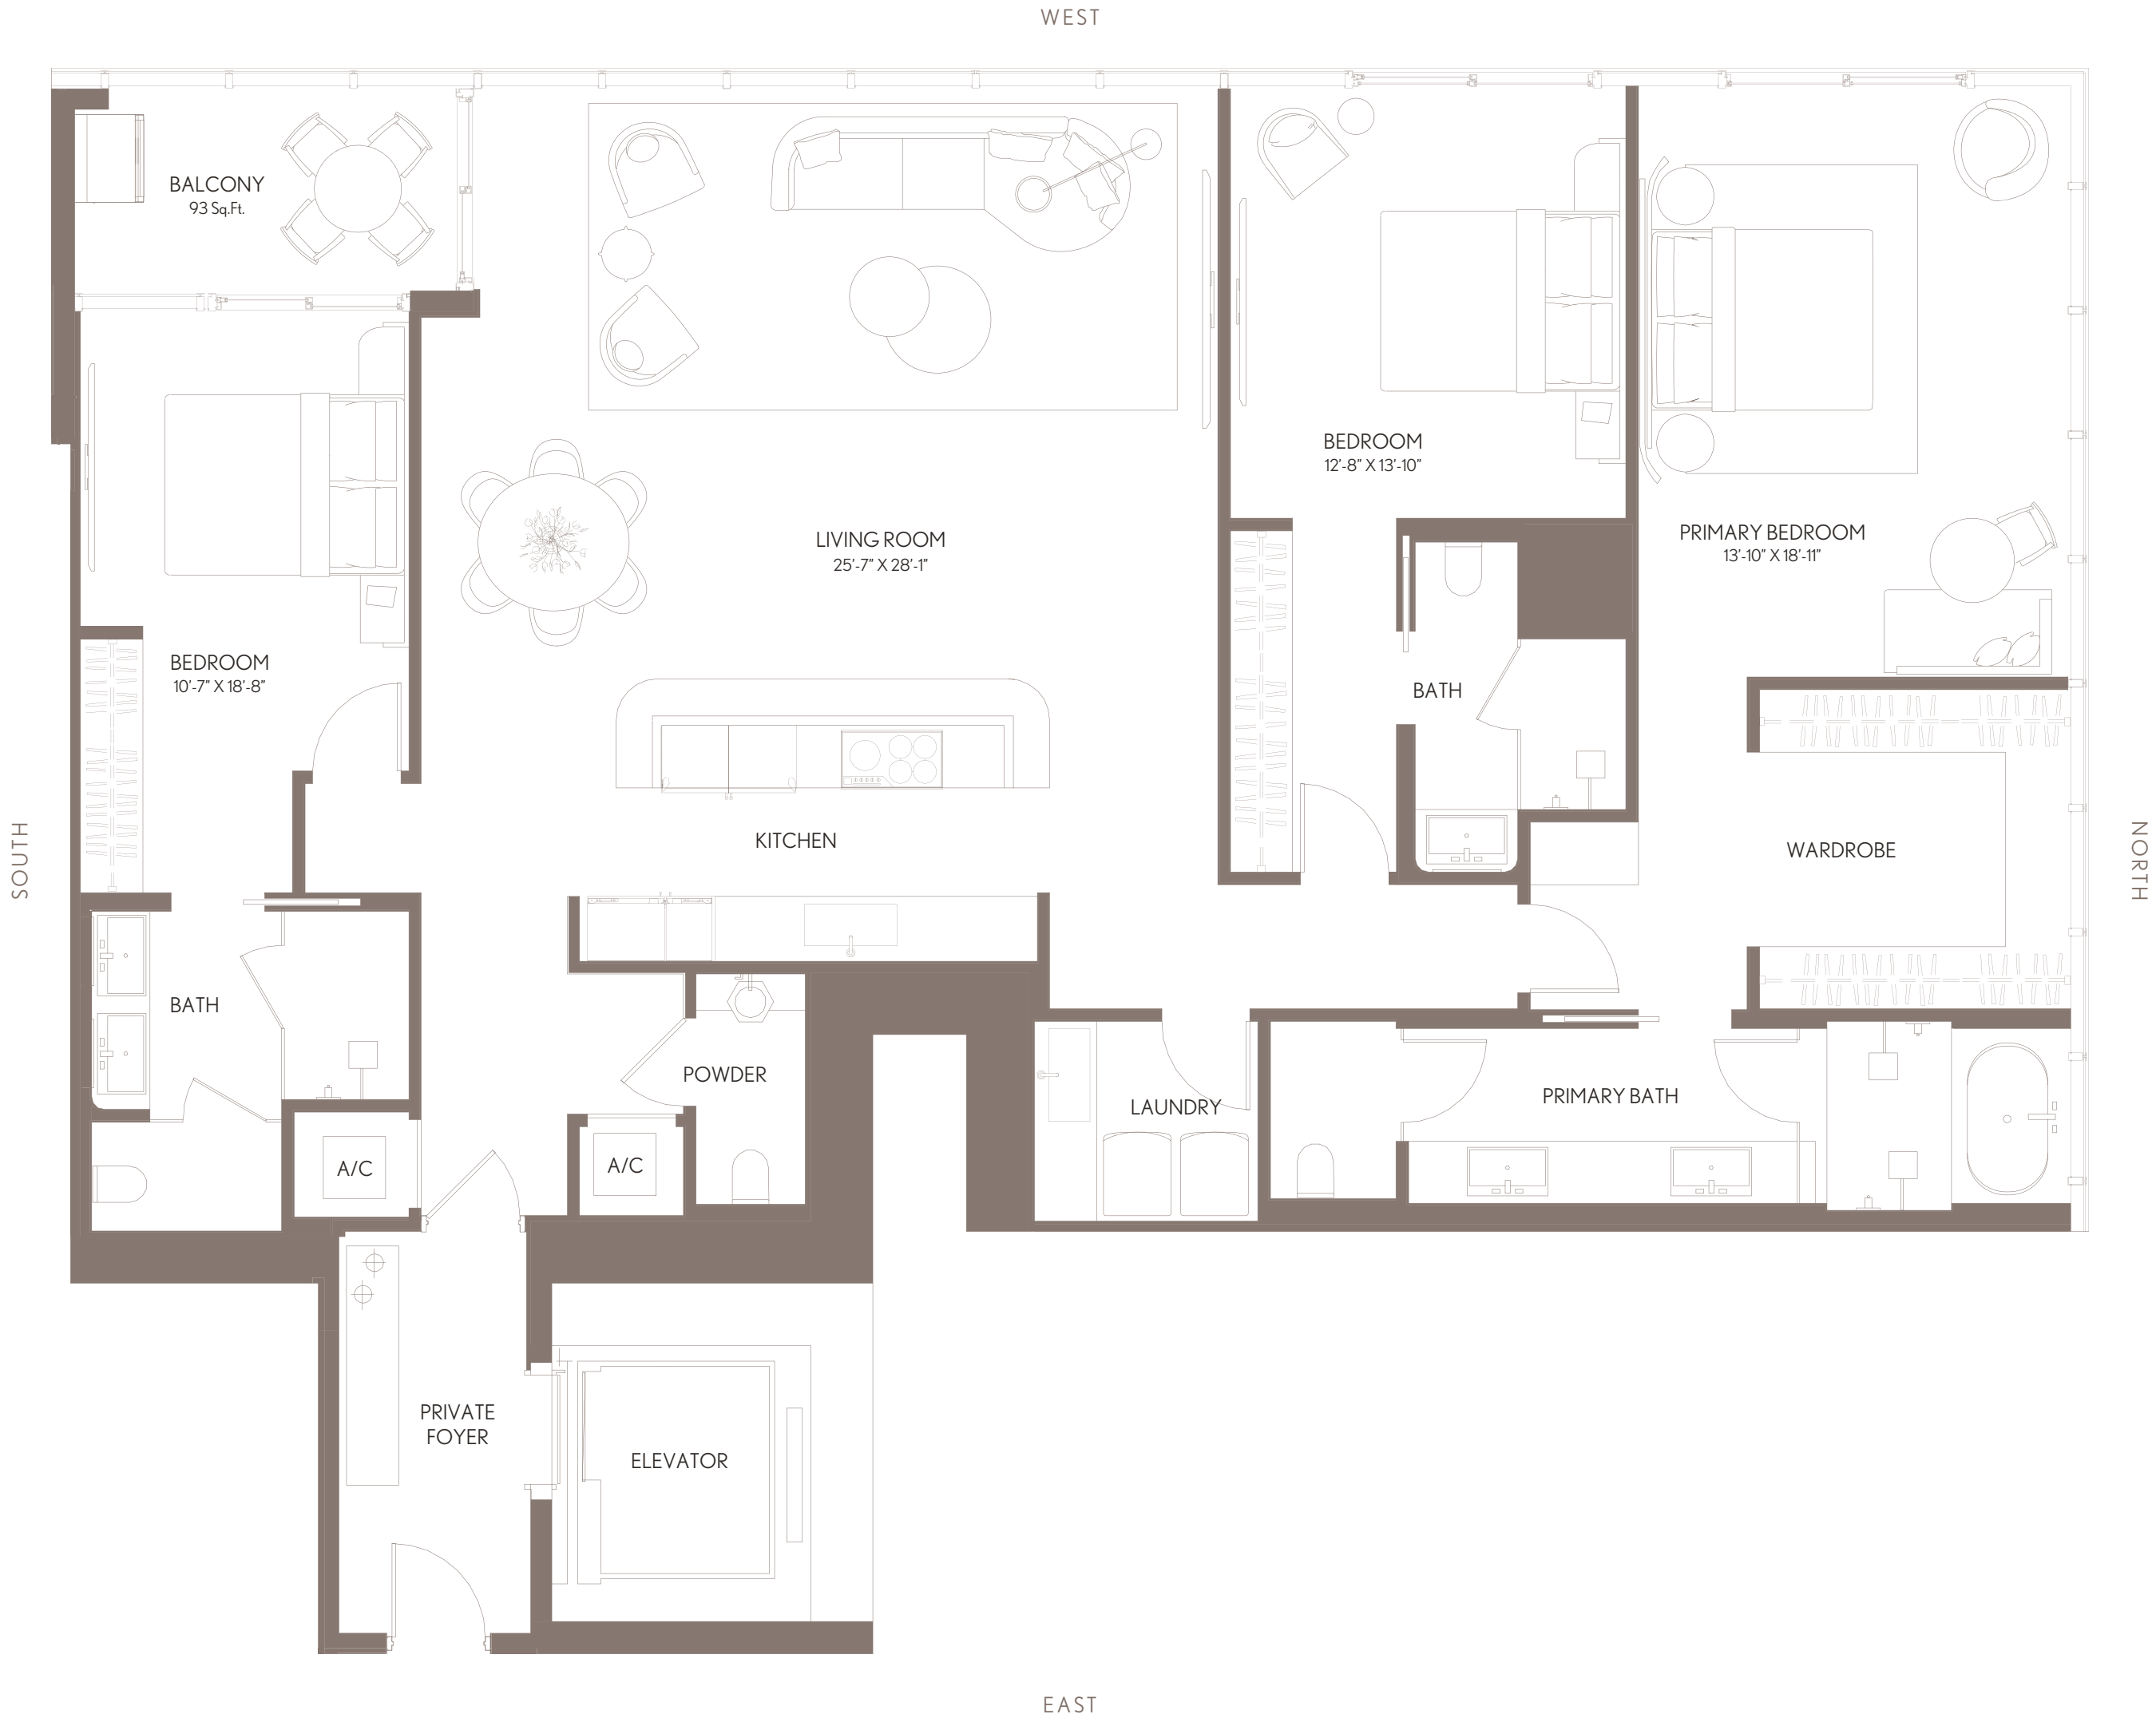 WEST
BALCONY
93 Sq.Ft.
BEDROOM
12'-8" X 13'-10"
LIVING ROOM
25'-7" X 28'-1"
PRIMARY BEDROOM
13'-10" X 18'-11"
BEDROOM
10'-7" X 18'-8"
BATH
KITCHEN
WARDROBE
SOUTH
NORTH
BATH
POWDER
LAUNDRY
PRIMARY BATH
A/C
A/C
PRIVATE
FOYER
ELEVATOR
EAST